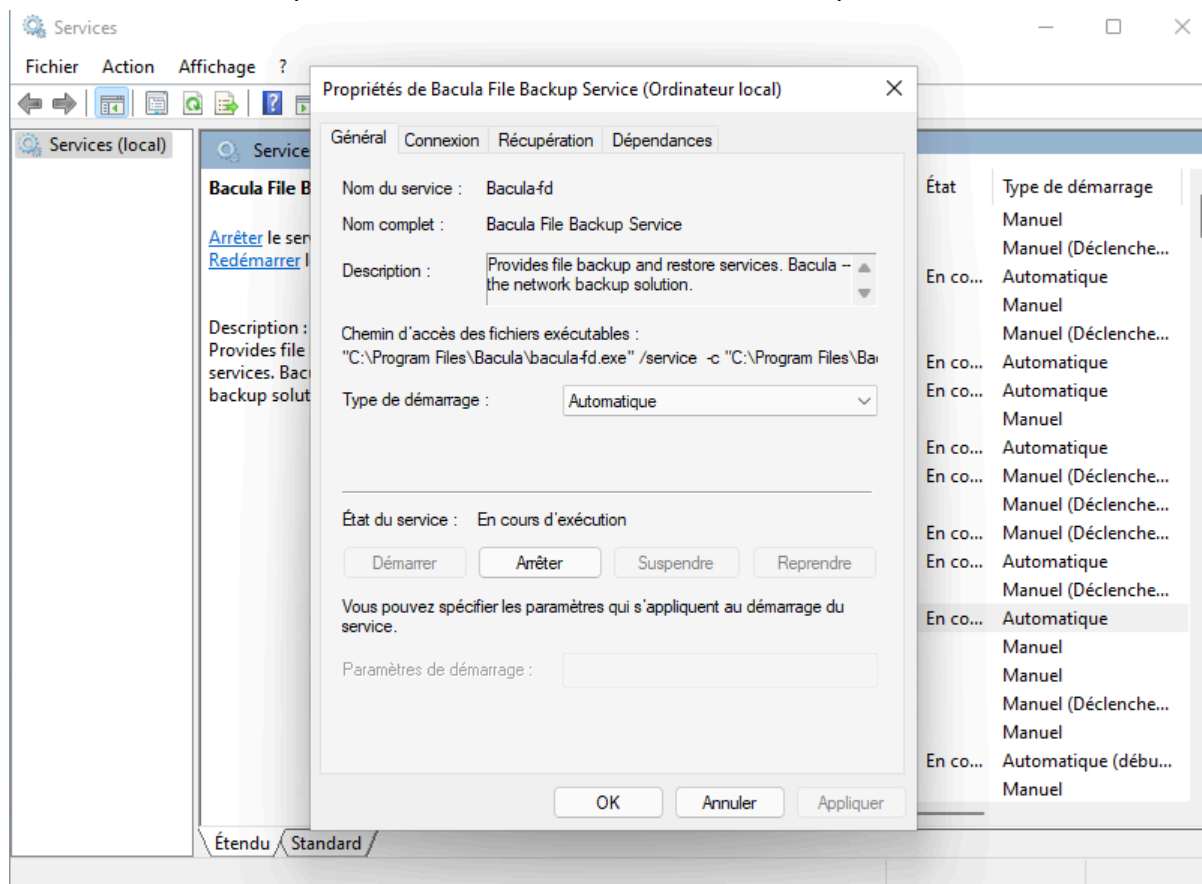 Services
Fichier Action Affichage ?
Propriétés de Bacula File Backup Service (Ordinateur local)
Services (local)
Service
Bacula File B
Arrêter le ser
Redémarrer l
Description :
Provides file
services. Bac
backup solut
Général Connexion Récupération Dépendances
Nom du service : Bacula-fd
Nom complet : Bacula File Backup Service
Description : Provides file backup and restore services. Bacula --
the network backup solution.
Chemin d'accès des fichiers exécutables :
"C:\Program Files\Bacula\bacula-fd.exe" /service -c "C:\Program Files\Ba
Type de démarrage : Automatique
État du service : En cours d'exécution
Démarrer Arrêter Suspendre Reprendre
Vous pouvez spécifier les paramètres qui s'appliquent au démarrage du
service.
Paramètres de démarrage :
OK Annuler Appliquer
État Type de démarrage
Manuel
Manuel (Déclenche...
En co... Automatique
Manuel
Manuel (Déclenche...
En co... Automatique
En co... Automatique
Manuel
En co... Automatique
En co... Manuel (Déclenche...
Manuel (Déclenche...
En co... Manuel (Déclenche...
En co... Automatique
Manuel (Déclenche...
En co... Automatique
Manuel
Manuel
Manuel (Déclenche...
Manuel
En co... Automatique (débu...
Manuel
Étendu Standard